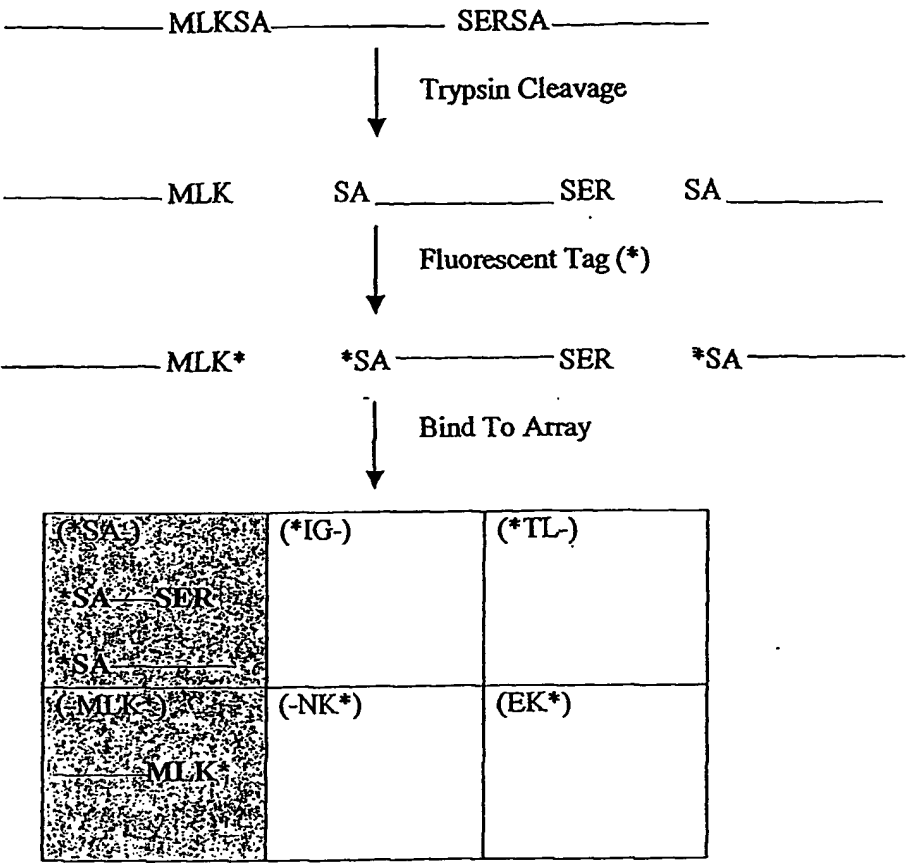 MLKSA SERSA
Trypsin Cleavage
MLK SA SER SA
Fluorescent Tag (*)
MLK* *SA SER *SA
Bind To Array
(*SA-) (*IG-) (*TL-)
*SA SER
*SA
(-MLK*) (-NK*) (EK*)
MLK*